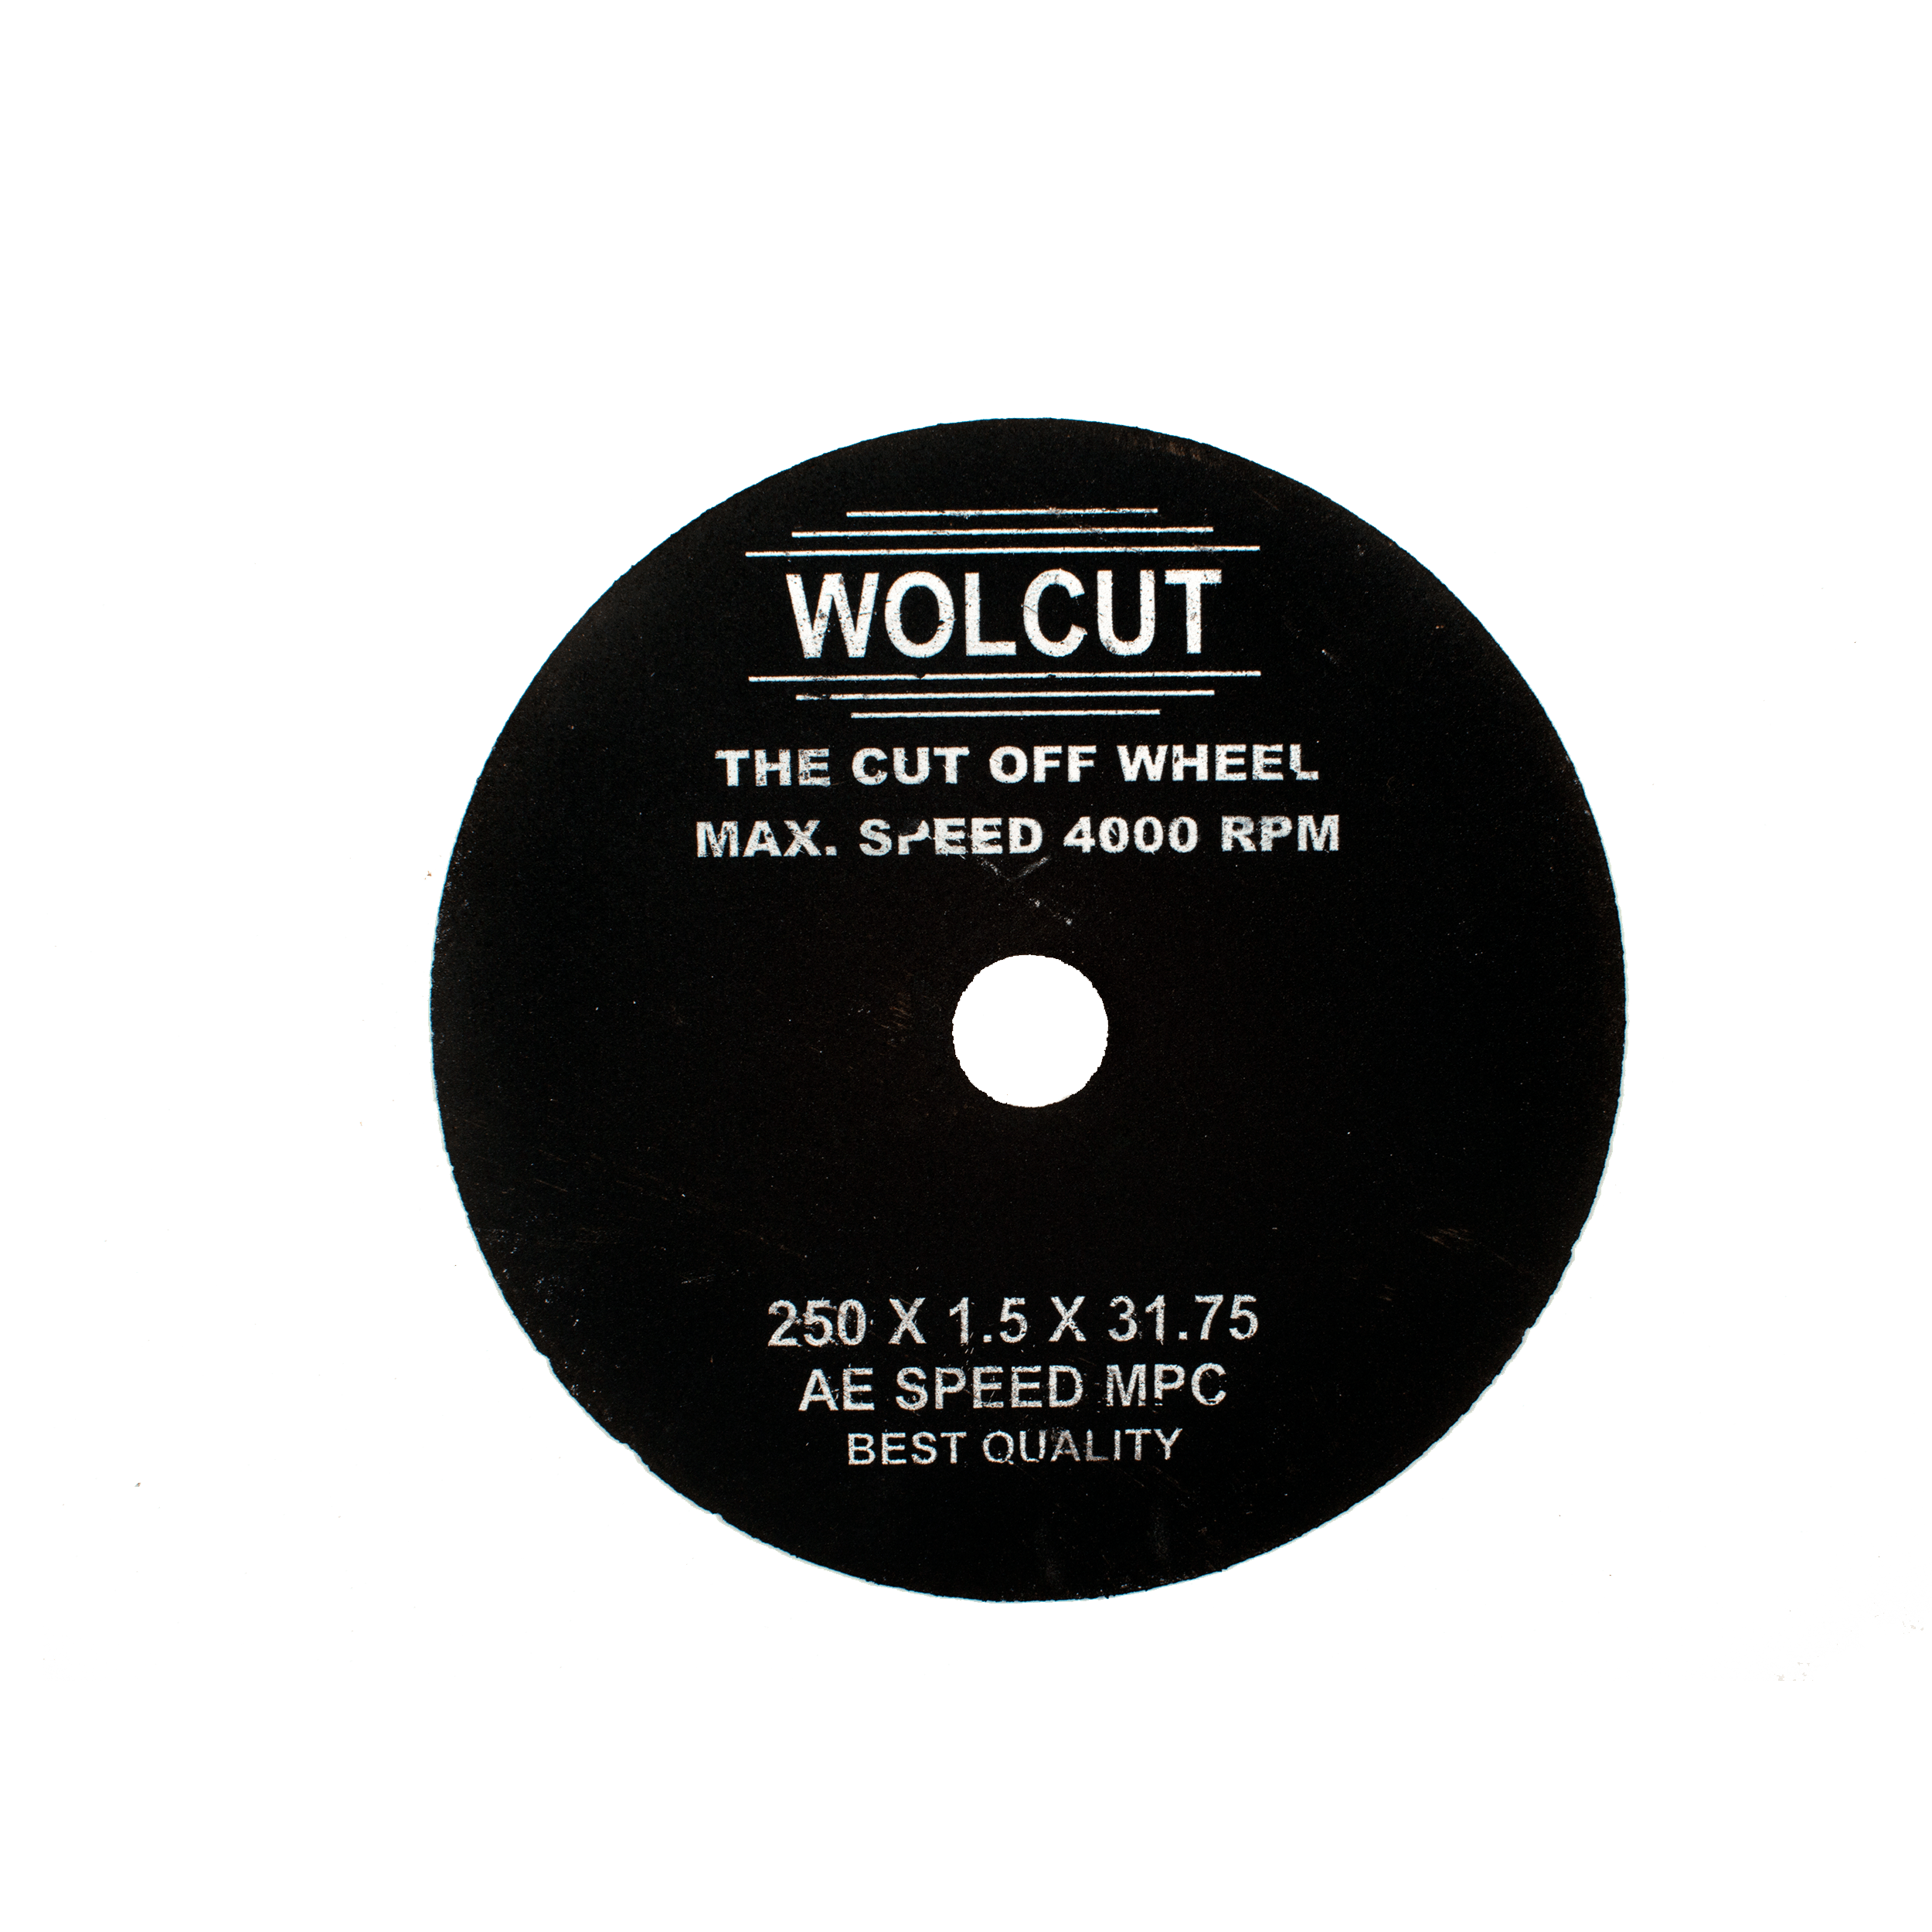 WOLCUT
THE CUT OFF WHEEL
MAX. SPEED 4000 RPM
250 X 1.5 X 31.75
AE SPEED MPC
BEST QUALITY